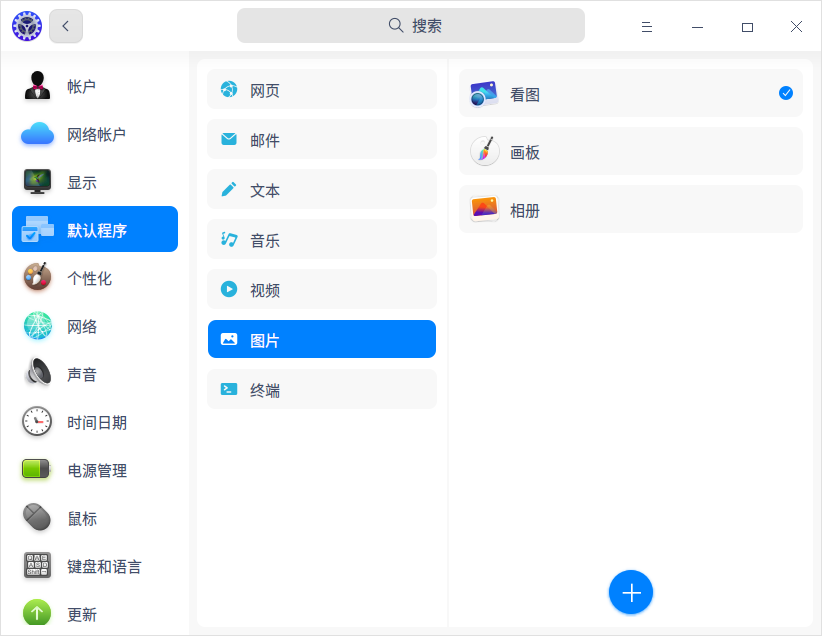 搜索
帐户
网络帐户
显示
默认程序
个性化
网络
声音
时间日期
电源管理
鼠标
键盘和语言
更新
网页
邮件
文本
音乐
视频
图片
终端
看图
画板
相册